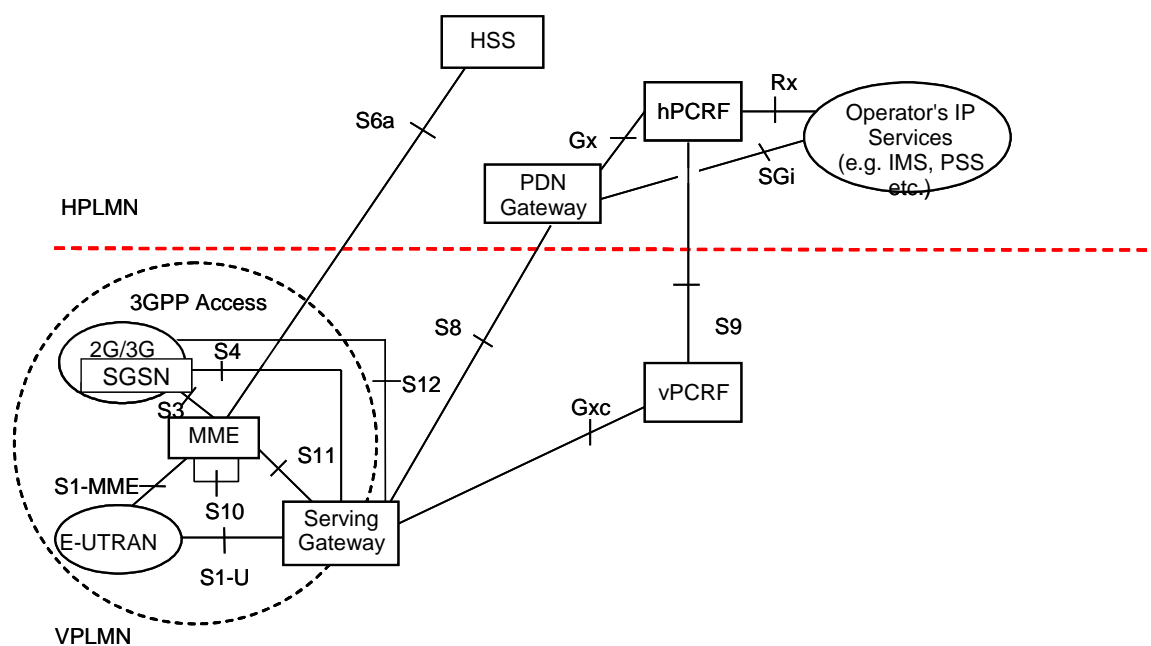 HSS
Rx
hPCRF
Operator's IP
Services
(e.g. IMS, PSS
etc.)
S6a
Gx
SGi
PDN
Gateway
HPLMN
3GPP Access
2G/3G
SGSN
S4
S8
S9
S12
S3
vPCRF
Gxc
MME
S11
S1-MME
S10
Serving
Gateway
E-UTRAN
S1-U
VPLMN